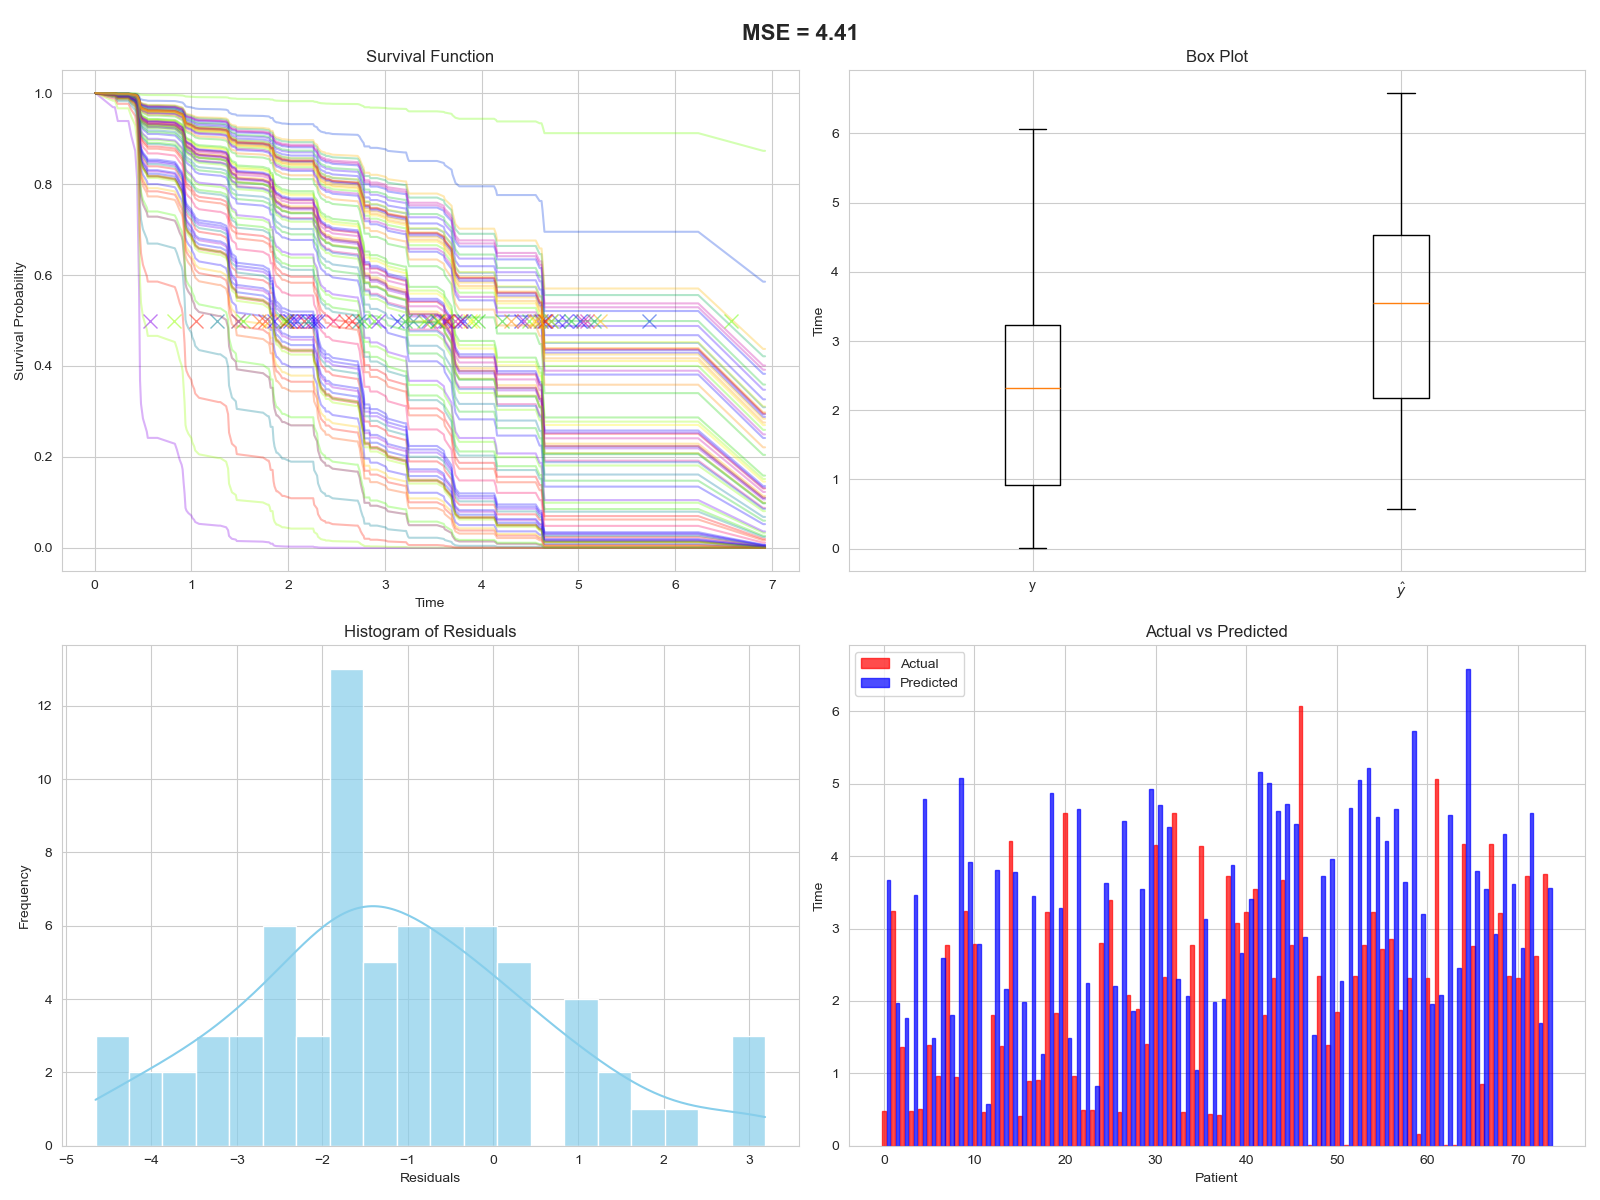 MSE = 4.41
Survival Function
Survival Probability
1.0
0.8
0.6
0.4
0.2
0.0
0 1 2 3 4 5 6 7
Time
Box Plot
Time
6
5
4
3
2
1
0
y ŷ
Histogram of Residuals
Frequency
12
10
8
6
4
2
0
−5 −4 −3 −2 −1 0 1 2 3
Residuals
Actual vs Predicted
Actual
Predicted
Time
6
5
4
3
2
1
0
0 10 20 30 40 50 60 70
Patient